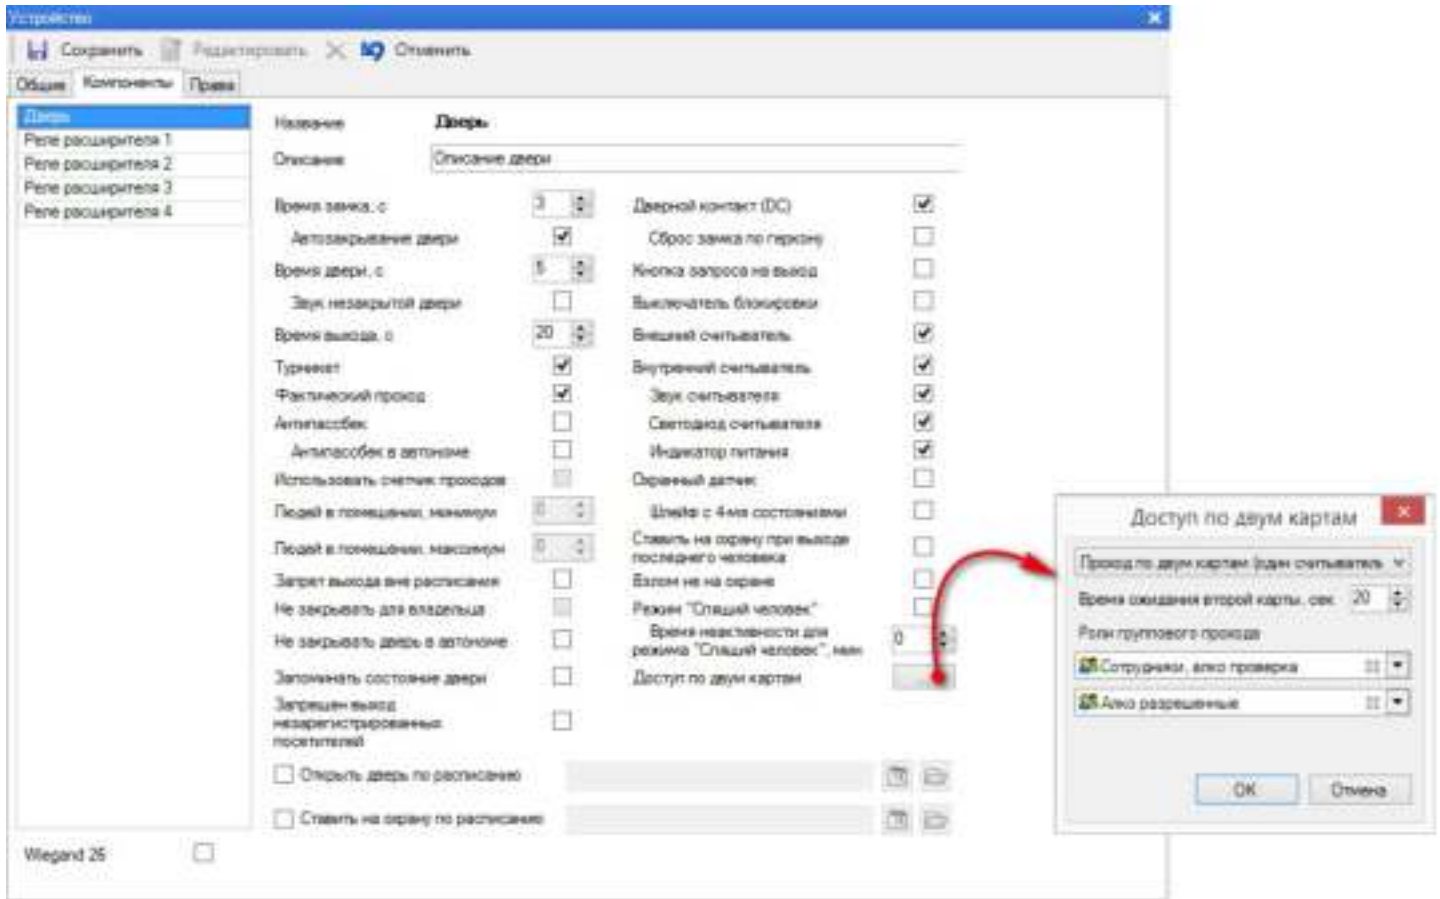 Устройство
Сохранить Редактировать Отменить
Общие Компоненты Права
Дверь
Реле расширителя 1
Реле расширителя 2
Реле расширителя 3
Реле расширителя 4
Название Дверь
Описание Описание двери
Время замка, с 3
Автозакрывание двери
Время двери, с 5
Звук незакрытой двери
Время выхода, с 20
Турникет
Фактический проход
Антипассбек
Антипассбек в автономе
Использовать счетчик проходов
Людей в помещении, минимум 0
Людей в помещении, максимум 0
Запрет выхода вне расписания
Не закрывать для владельца
Не закрывать дверь в автономе
Запоминать состояние двери
Запрещен выход
незарегистрированных
посетителей
Дверной контакт (DC)
Сброс замка по геркону
Кнопка запроса на выход
Выключатель блокировки
Внешний считыватель
Внутренний считыватель
Звук считывателя
Светодиод считывателя
Индикатор питания
Охранный датчик
Шлейф с 4-мя состояниями
Ставить на охрану при выходе
последнего человека
Взлом не на охране
Режим "Спящий человек"
Время неактивности для
режима "Спящий человек", мин 0
Доступ по двум картам ...
Открыть дверь по расписанию
Ставить на охрану по расписанию
Wiegand 26
Доступ по двум картам
Проход по двум картам (один считыватель
Время ожидания второй карты, сек 20
Роли группового прохода
Сотрудники, алко проверка
Алко разрешенные
ОК Отмена